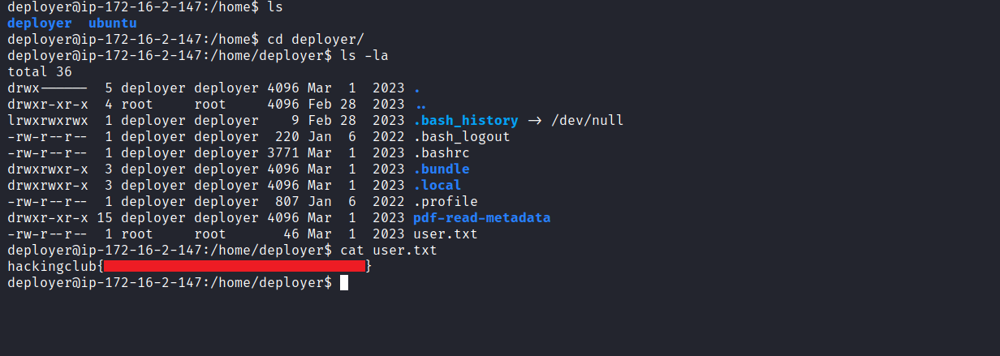 deployer@ip-172-16-2-147:/home$ ls
deployer  ubuntu
deployer@ip-172-16-2-147:/home$ cd deployer/
deployer@ip-172-16-2-147:/home/deployer$ ls -la
total 36
drwx------  5 deployer deployer 4096 Mar  1  2023 .
drwxr-xr-x  4 root     root     4096 Feb 28  2023 ..
lrwxrwxrwx  1 deployer deployer    9 Feb 28  2023 .bash_history -> /dev/null
-rw-r--r--  1 deployer deployer  220 Jan  6  2022 .bash_logout
-rw-r--r--  1 deployer deployer 3771 Mar  1  2023 .bashrc
drwxrwxr-x  3 deployer deployer 4096 Mar  1  2023 .bundle
drwxrwxr-x  3 deployer deployer 4096 Mar  1  2023 .local
-rw-r--r--  1 deployer deployer  807 Jan  6  2022 .profile
drwxr-xr-x 15 deployer deployer 4096 Mar  1  2023 pdf-read-metadata
-rw-r--r--  1 root     root       46 Mar  1  2023 user.txt
deployer@ip-172-16-2-147:/home/deployer$ cat user.txt
hackingclub{}
deployer@ip-172-16-2-147:/home/deployer$